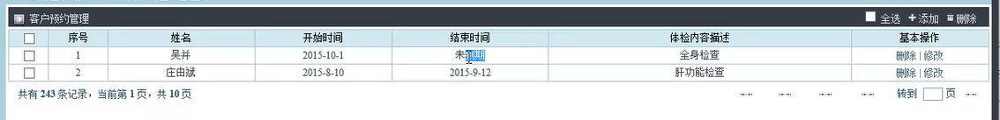 客户预约管理 全选 添加 删除
序号 姓名 开始时间 结束时间 体检内容描述 基本操作
1 吴并 2015-10-1 未到期 全身检查 删除 | 修改
2 庄由斌 2015-8-10 2015-9-12 肝功能检查 删除 | 修改
共有 243 条记录，当前第 1 页，共 10 页 转到 页